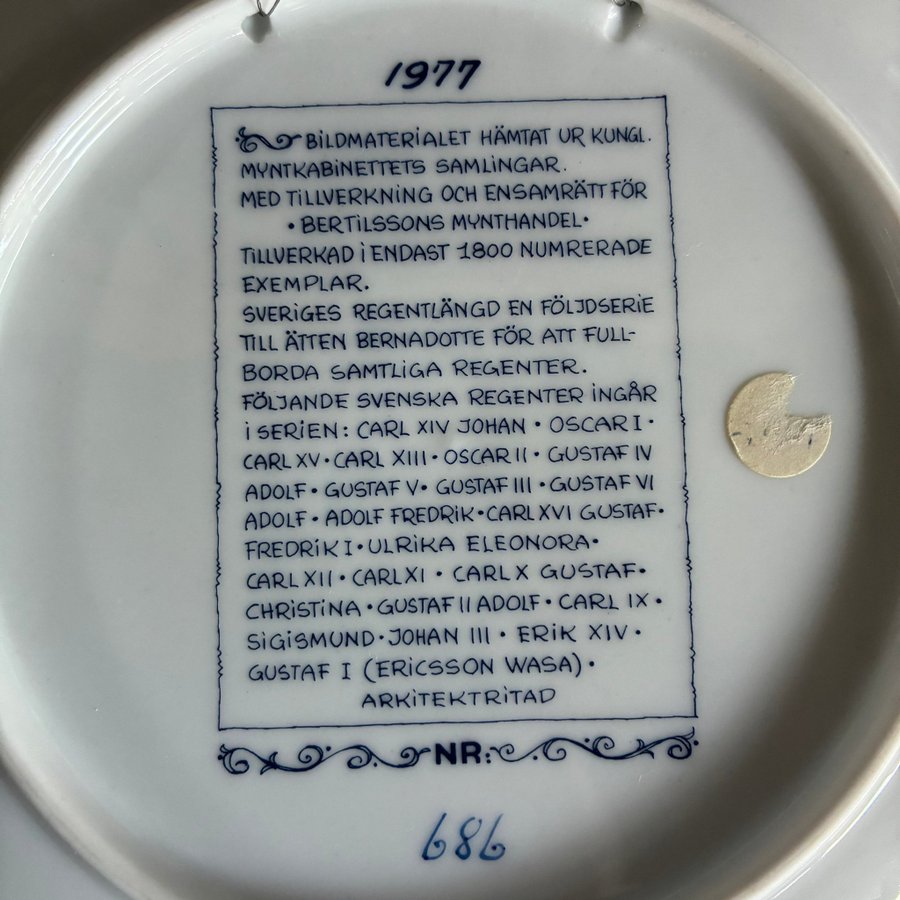 1977
BILDMATERIALET HÄMTAT UR KUNGL.
MYNTKABINETTETS SAMLINGAR.
MED TILLVERKNING OCH ENSAMRÄTT FÖR
• BERTILSSONS MYNTHANDEL •
TILLVERKAD I ENDAST 1800 NUMRERADE
EXEMPLAR.
SVERIGES REGENTLÄNGD EN FÖLJDSERIE
TILL ÄTTEN BERNADOTTE FÖR ATT FULL-
BORDA SAMTLIGA REGENTER.
FÖLJANDE SVENSKA REGENTER INGÅR
I SERIEN: CARL XIV JOHAN • OSCAR I •
CARL XV • CARL XIII • OSCAR II • GUSTAF IV
ADOLF • GUSTAF V • GUSTAF III • GUSTAF VI
ADOLF • ADOLF FREDRIK • CARL XVI GUSTAF •
FREDRIK I • ULRIKA ELEONORA •
CARL XII • CARL XI • CARL X GUSTAF •
CHRISTINA • GUSTAF II ADOLF • CARL IX •
SIGISMUND • JOHAN III • ERIK XIV •
GUSTAF I (ERICSSON WASA) •
ARKITEKTRITAD
NR:
686